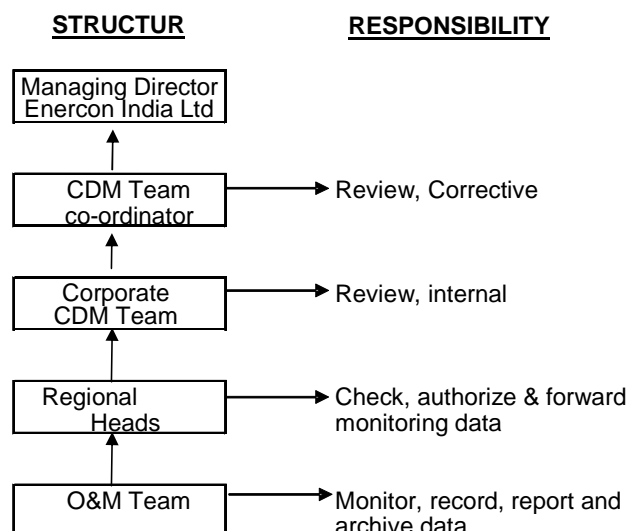 STRUCTUR RESPONSIBILITY
Managing Director
Enercon India Ltd
CDM Team
co-ordinator
Review, Corrective
Corporate
CDM Team
Review, internal
Regional
Heads
Check, authorize & forward
monitoring data
O&M Team
Monitor, record, report and
archive data